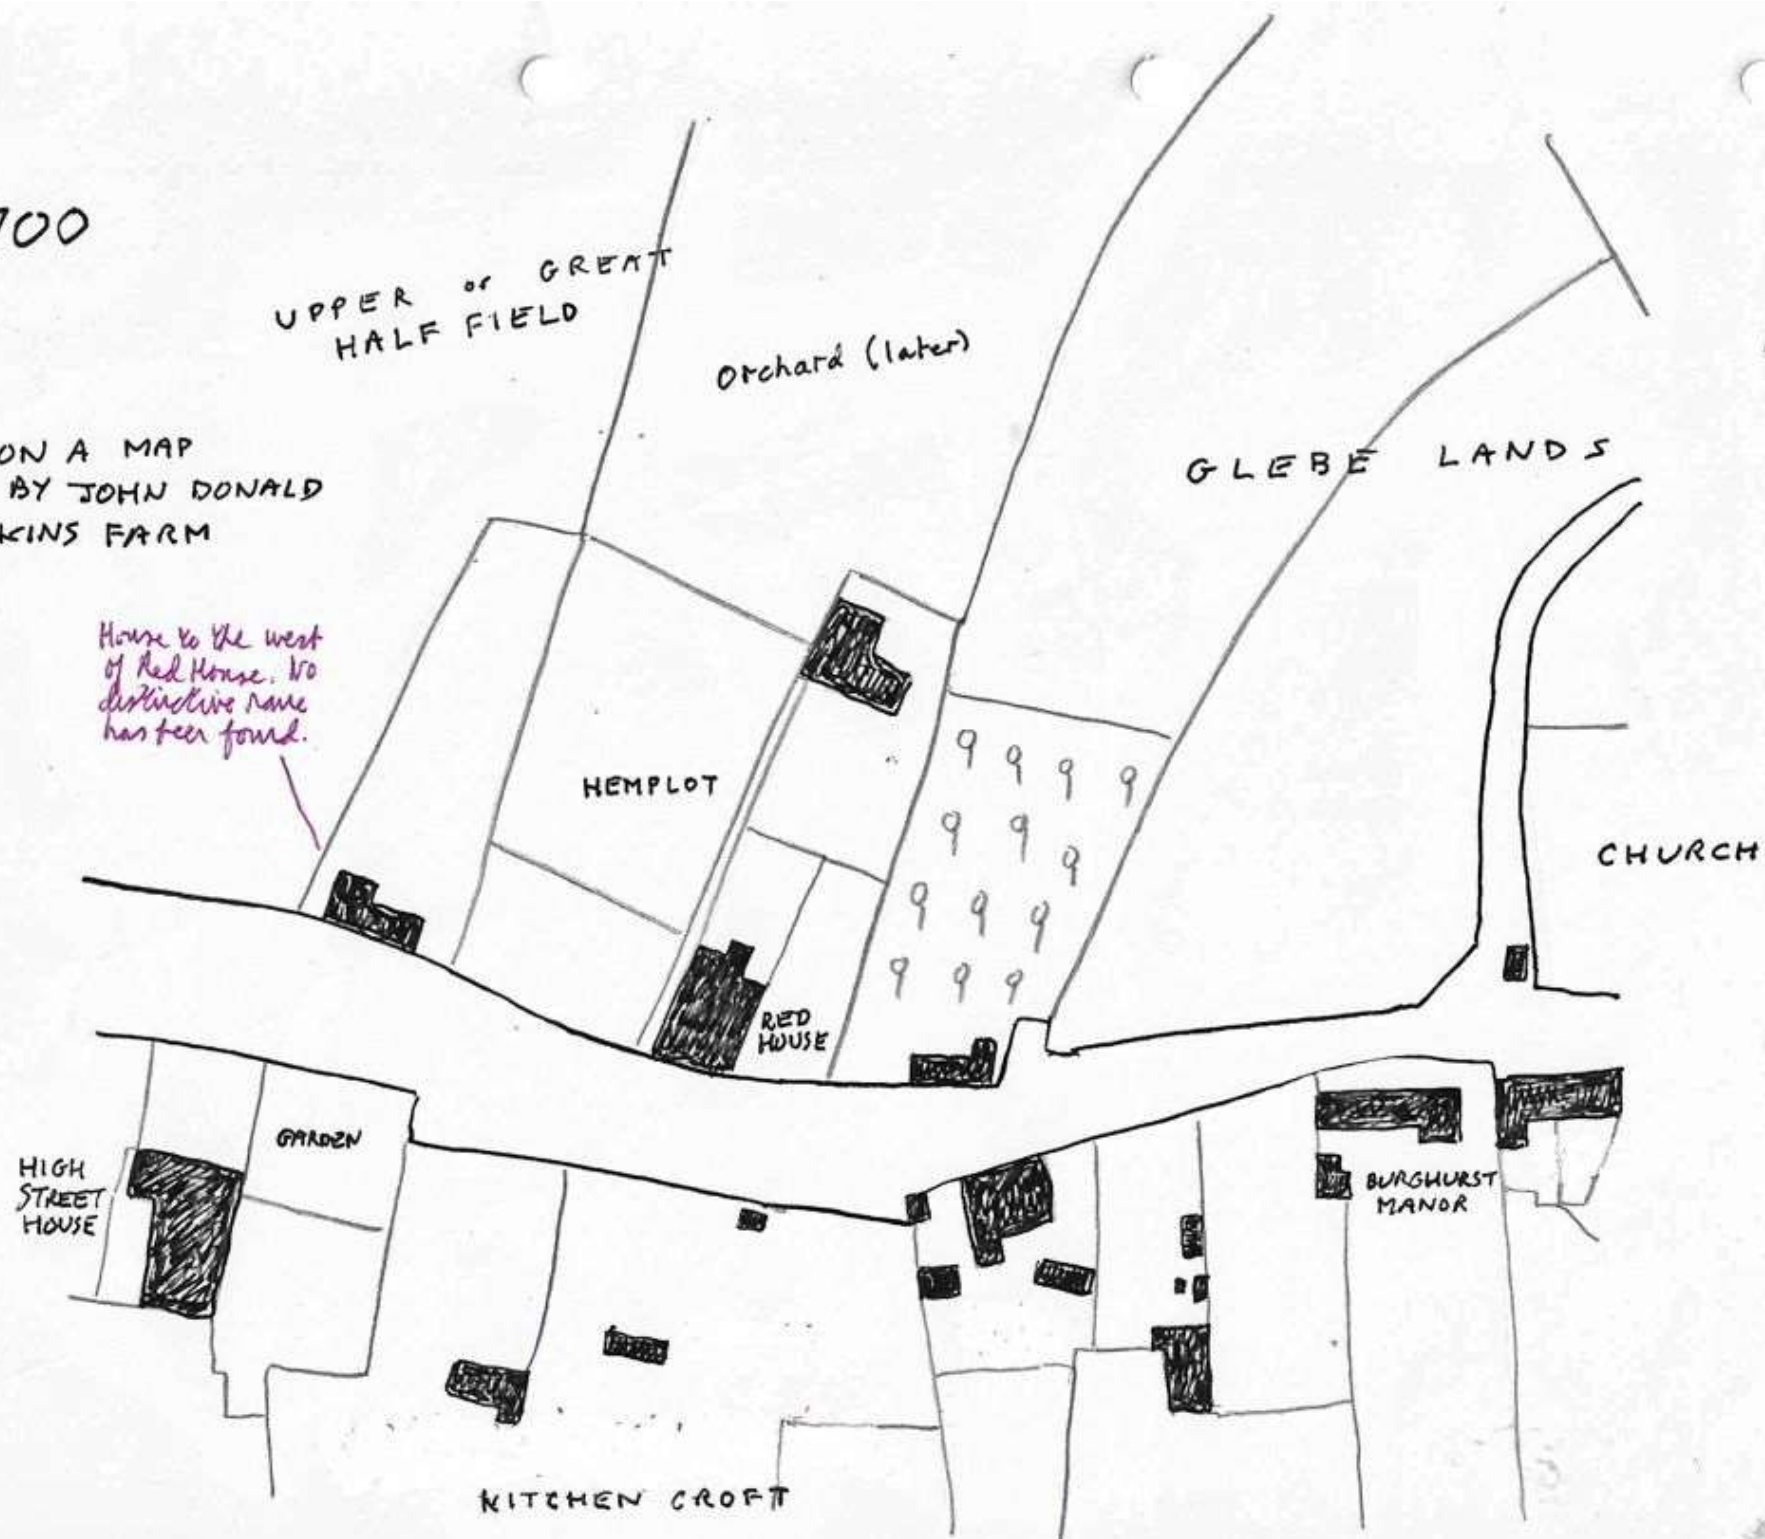 700
UPPER or GREAT
HALF FIELD
Orchard (later)
ON A MAP
BY JOHN DONALD
KINS FARM
GLEBE LANDS
House to the west
of Red House. No
distinctive name
has been found.
HEMPLOT
CHURCH
RED
HOUSE
GARDEN
HIGH
STREET
HOUSE
BURGHURST
MANOR
KITCHEN CROFT